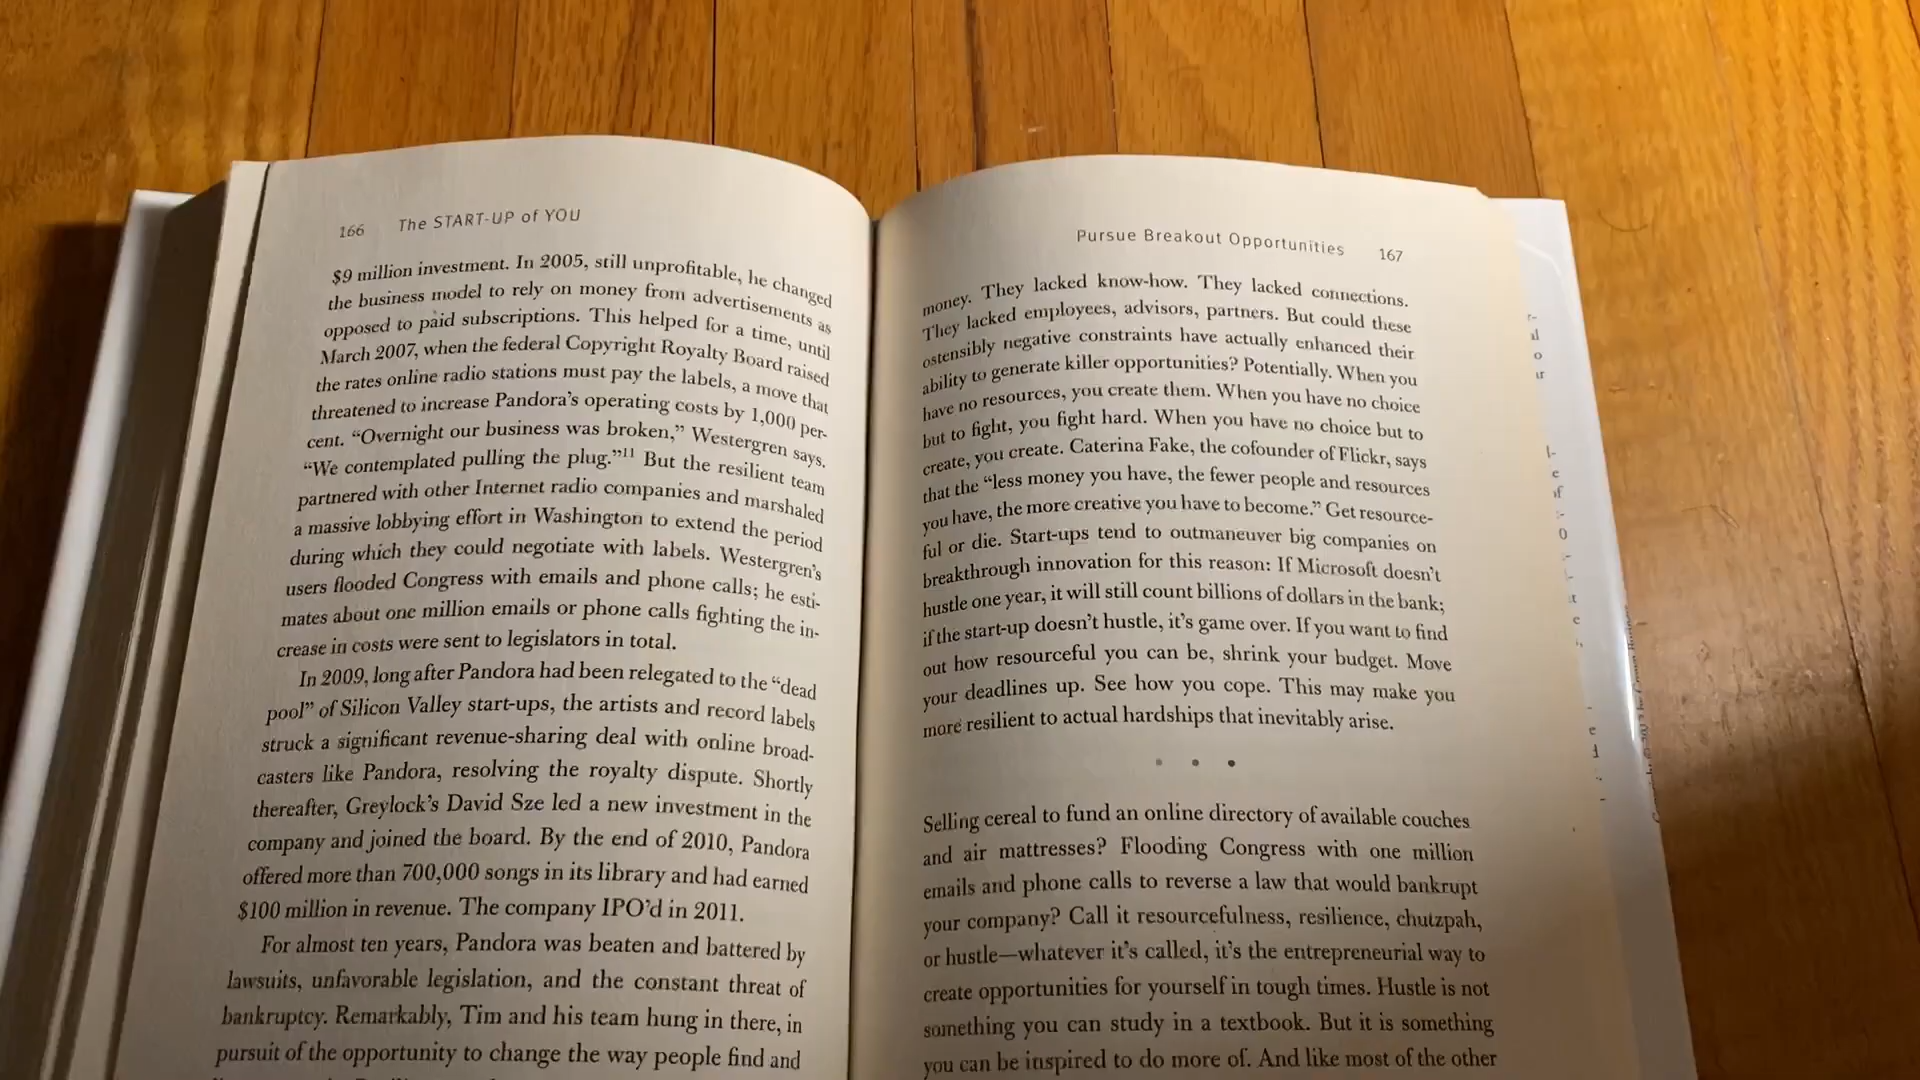 166 The START-UP of YOU
$9 million investment. In 2005, still unprofitable, he changed
the business model to rely on money from advertisements as
opposed to paid subscriptions. This helped for a time, until
March 2007, when the federal Copyright Royalty Board raised
the rates online radio stations must pay the labels, a move that
threatened to increase Pandora's operating costs by 1,000 per-
cent. “Overnight our business was broken,” Westergren says.
“We contemplated pulling the plug.”11 But the resilient team
partnered with other Internet radio companies and marshaled
a massive lobbying effort in Washington to extend the period
during which they could negotiate with labels. Westergren's
users flooded Congress with emails and phone calls; he esti-
mates about one million emails or phone calls fighting the in-
crease in costs were sent to legislators in total.
In 2009, long after Pandora had been relegated to the “dead
pool” of Silicon Valley start-ups, the artists and record labels
struck a significant revenue-sharing deal with online broad-
casters like Pandora, resolving the royalty dispute. Shortly
thereafter, Greylock's David Sze led a new investment in the
company and joined the board. By the end of 2010, Pandora
offered more than 700,000 songs in its library and had earned
$100 million in revenue. The company IPO'd in 2011.
For almost ten years, Pandora was beaten and battered by
lawsuits, unfavorable legislation, and the constant threat of
bankruptcy. Remarkably, Tim and his team hung in there, in
pursuit of the opportunity to change the way people find and
Pursue Breakout Opportunities 167
money. They lacked know-how. They lacked connections.
They lacked employees, advisors, partners. But could these
ostensibly negative constraints have actually enhanced their
ability to generate killer opportunities? Potentially. When you
have no resources, you create them. When you have no choice
but to fight, you fight hard. When you have no choice but to
create, you create. Caterina Fake, the cofounder of Flickr, says
that the “less money you have, the fewer people and resources
you have, the more creative you have to become.” Get resource-
ful or die. Start-ups tend to outmaneuver big companies on
breakthrough innovation for this reason: If Microsoft doesn't
hustle one year, it will still count billions of dollars in the bank;
if the start-up doesn't hustle, it's game over. If you want to find
out how resourceful you can be, shrink your budget. Move
your deadlines up. See how you cope. This may make you
more resilient to actual hardships that inevitably arise.
• • •
Selling cereal to fund an online directory of available couches
and air mattresses? Flooding Congress with one million
emails and phone calls to reverse a law that would bankrupt
your company? Call it resourcefulness, resilience, chutzpah,
or hustle—whatever it's called, it's the entrepreneurial way to
create opportunities for yourself in tough times. Hustle is not
something you can study in a textbook. But it is something
you can be inspired to do more of. And like most of the other